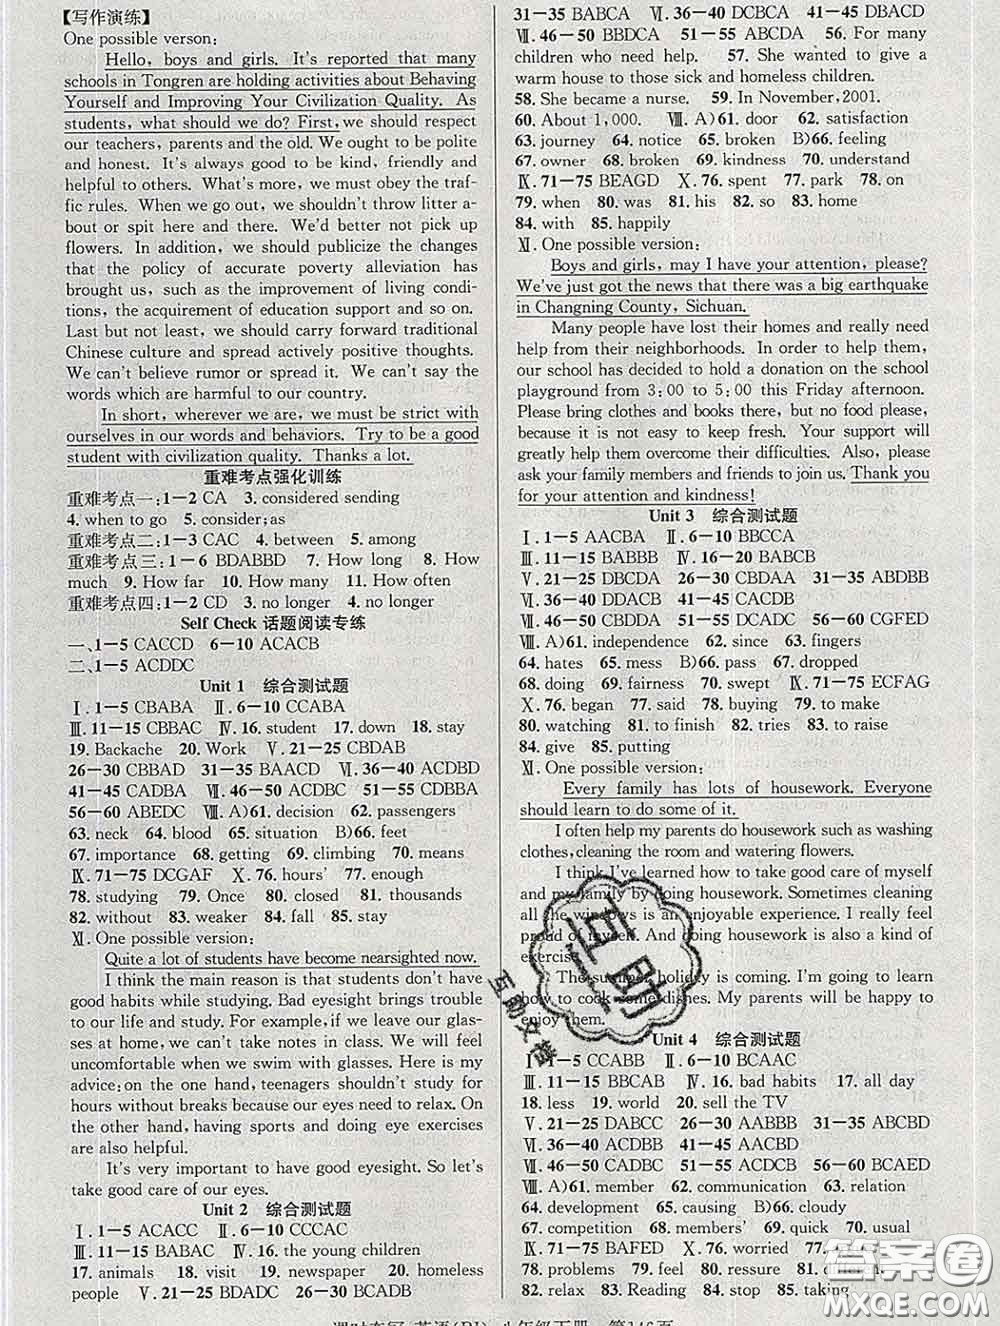 【写作演练】
One possible verson:
Hello, boys and girls. It's reported that many
schools in Tongren are holding activities about Behaving
Yourself and Improving Your Civilization Quality. As
students, what should we do? First, we should respect
our teachers, parents and the old. We ought to be polite
and honest. It's always good to be kind, friendly and
helpful to others. What's more, we must obey the traf-
fic rules. When we go out, we shouldn't throw litter a-
bout or spit here and there. We'd better not pick up
flowers. In addition, we should publicize the changes
that the policy of accurate poverty alleviation has
brought us, such as the improvement of living condi-
tions, the acquirement of education support and so on.
Last but not least, we should carry forward traditional
Chinese culture and spread actively positive thoughts.
We can't believe rumor or spread it. We can't say the
words which are harmful to our country.
In short, wherever we are, we must be strict with
ourselves in our words and behaviors. Try to be a good
student with civilization quality. Thanks a lot.
重难考点强化训练
重难考点一:1—2 CA 3. considered sending
4. when to go 5. consider;as
重难考点二:1—3 CAC 4. between 5. among
重难考点三:1—6 BDABBD 7. How long 8. How
much 9. How far 10. How many 11. How often
重难考点四:1—2 CD 3. no longer 4. no longer
Self Check 话题阅读专练
一、1—5 CACCD 6—10 ACACB
二、1—5 ACDDC
Unit 1 综合测试题
Ⅰ. 1—5 CBABA Ⅱ. 6—10 CCABA
Ⅲ. 11—15 CBBAC Ⅳ. 16. student 17. down 18. stay
19. Backache 20. Work Ⅴ. 21—25 CBDAB
26—30 CBBAD 31—35 BAACD Ⅵ. 36—40 ACDBD
41—45 CADBA Ⅶ. 46—50 ACDBC 51—55 CDBBA
56—60 ABEDC Ⅷ. A)61. decision 62. passengers
63. neck 64. blood 65. situation B)66. feet
67. importance 68. getting 69. climbing 70. means
Ⅸ. 71—75 DCGAF Ⅹ. 76. hours' 77. enough
78. studying 79. Once 80. closed 81. thousands
82. without 83. weaker 84. fall 85. stay
Ⅺ. One possible version:
Quite a lot of students have become nearsighted now.
I think the main reason is that students don't have
good habits while studying. Bad eyesight brings trouble
to our life and study. For example, if we leave our glas-
ses at home, we can't take notes in class. We will feel
uncomfortable when we swim with glasses. Here is my
advice: on the one hand, teenagers shouldn't study for
hours without breaks because our eyes need to relax. On
the other hand, having sports and doing eye exercises
are also helpful.
It's very important to have good eyesight. So let's
take good care of our eyes.
Unit 2 综合测试题
Ⅰ. 1—5 ACACC Ⅱ. 6—10 CCCAC
Ⅲ. 11—15 BABAC Ⅳ. 16. the young children
17. animals 18. visit 19. newspaper 20. homeless
people Ⅴ. 21—25 BDADC 26—30 BCADB
31—35 BABCA Ⅵ. 36—40 DCBCA 41—45 DBACD
Ⅶ. 46—50 BBDCA 51—55 ABCDA 56. For many
children who need help. 57. She wanted to give a
warm house to those sick and homeless children.
58. She became a nurse. 59. In November, 2001.
60. About 1,000. Ⅷ. A)61. door 62. satisfaction
63. journey 64. notice 65. broken B)66. feeling
67. owner 68. broken 69. kindness 70. understand
Ⅸ. 71—75 BEAGD Ⅹ. 76. spent 77. park 78. on
79. when 80. was 81. his 82. so 83. home
84. with 85. happily
Ⅺ. One possible version:
Boys and girls, may I have your attention, please?
We've just got the news that there was a big earthquake
in Changning County, Sichuan.
Many people have lost their homes and really need
help from their neighborhoods. In order to help them,
our school has decided to hold a donation on the school
playground from 3:00 to 5:00 this Friday afternoon.
Please bring clothes and books there, but no food please,
because it is not easy to keep fresh. Your support will
greatly help them overcome their difficulties. Also, please
ask your family members and friends to join us. Thank you
for your attention and kindness!
Unit 3 综合测试题
Ⅰ. 1—5 AACBA Ⅱ. 6—10 BBCCA
Ⅲ. 11—15 BABBB Ⅳ. 16—20 BABCB
Ⅴ. 21—25 DBCDA 26—30 CBDAA 31—35 ABDBB
Ⅵ. 36—40 DDACB 41—45 CACDB
Ⅶ. 46—50 CBDDA 51—55 DCADC 56—60 CGFED
Ⅷ. A)61. independence 62. since 63. fingers
64. hates 65. mess B)66. pass 67. dropped
68. doing 69. fairness 70. swept Ⅸ. 71—75 ECFAG
Ⅹ. 76. began 77. said 78. buying 79. to make
80. watching 81. to finish 82. tries 83. to raise
84. give 85. putting
Ⅺ. One possible version:
Every family has lots of housework. Everyone
should learn to do some of it.
I often help my parents do housework such as washing
clothes, cleaning the room and watering flowers.
I think I've learned how to take good care of myself
and my family by doing housework. Sometimes cleaning
all the windows is an enjoyable experience. I really feel
proud of myself. And doing housework is also a kind of
exercise.
The summer holiday is coming. I'm going to learn
how to cook some dishes. My parents will be happy to
enjoy them.
Unit 4 综合测试题
Ⅰ. 1—5 CCABB Ⅱ. 6—10 BCAAC
Ⅲ. 11—15 BBCAB Ⅳ. 16. bad habits 17. all day
18. less 19. world 20. sell the TV
Ⅴ. 21—25 DABCC 26—30 AABBB 31—35 ABCBD
Ⅵ. 36—40 ACDBB 41—45 AACBD
Ⅶ. 46—50 CADBC 51—55 ACDCB 56—60 BCAED
Ⅷ. A)61. member 62. communication 63. relation
64. development 65. causing B)66. cloudy
67. competition 68. members' 69. quick 70. usual
Ⅸ. 71—75 BAFED Ⅹ. 76. worried 77.
78. problems 79. feel 80. ressure 81.
82. relax 83. Reading 84. stop 85. taking
互助
互助文档
答案圈
MXQE.COM